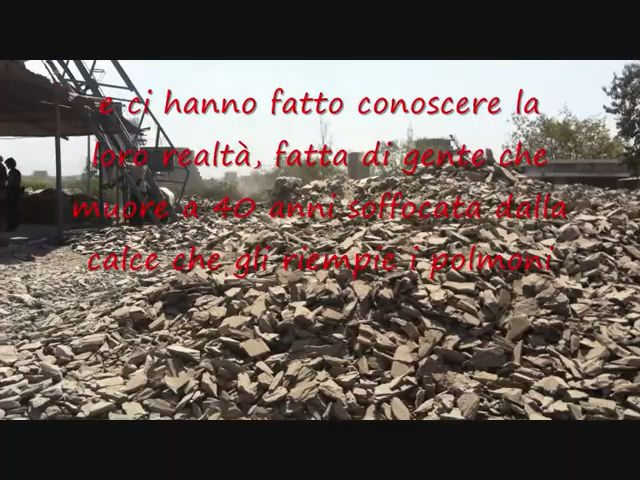 e ci hanno fatto conoscere la
loro realtà, fatta di gente che
muore a 40 anni soffocata dalla
calce che gli riempie i polmoni